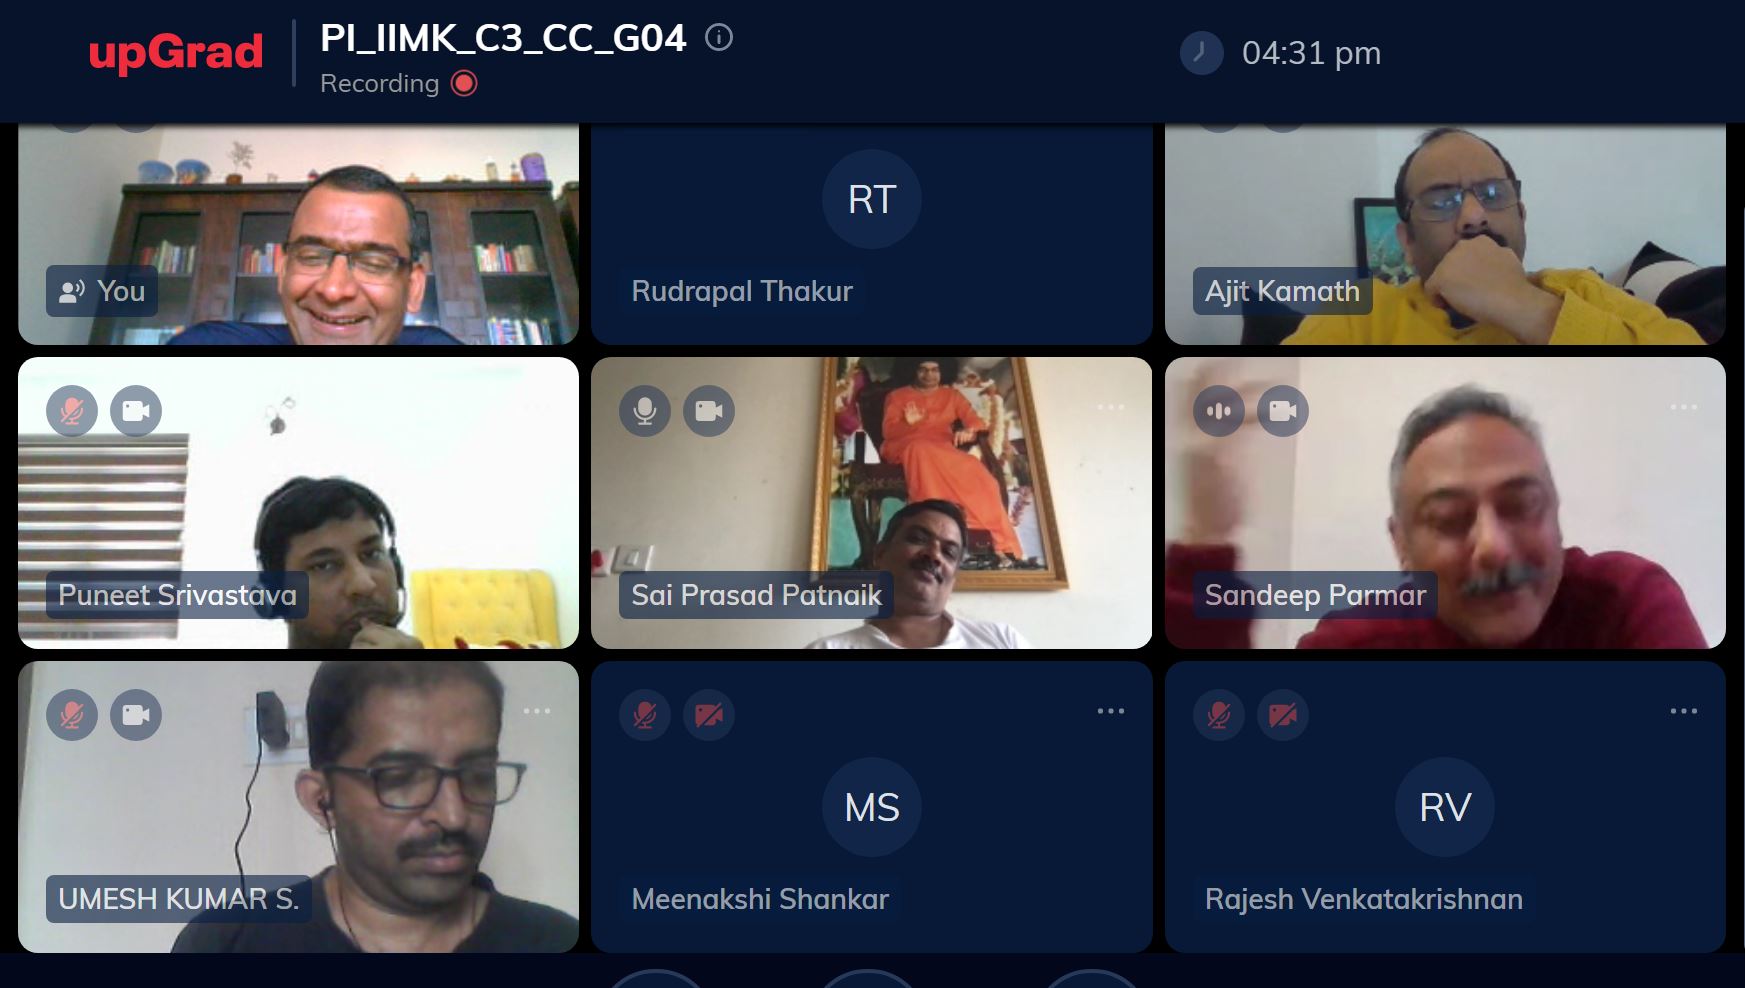 upGrad
PI_IIMK_C3_CC_G04
Recording
04:31 pm
You
RT
Rudrapal Thakur
Ajit Kamath
Puneet Srivastava
Sai Prasad Patnaik
Sandeep Parmar
UMESH KUMAR S.
MS
Meenakshi Shankar
RV
Rajesh Venkatakrishnan